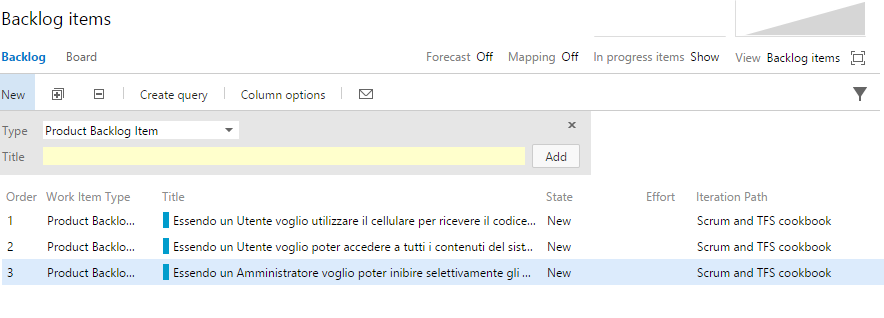 Backlog items
Backlog Board Forecast Off Mapping Off In progress items Show View Backlog items
New Create query Column options
Type Product Backlog Item
Title Add
Order Work Item Type Title State Effort Iteration Path
1 Product Backlo... Essendo un Utente voglio utilizzare il cellulare per ricevere il codice... New Scrum and TFS cookbook
2 Product Backlo... Essendo un Utente voglio poter accedere a tutti i contenuti del sist... New Scrum and TFS cookbook
3 Product Backlo... Essendo un Amministratore voglio poter inibire selettivamente gli ... New Scrum and TFS cookbook